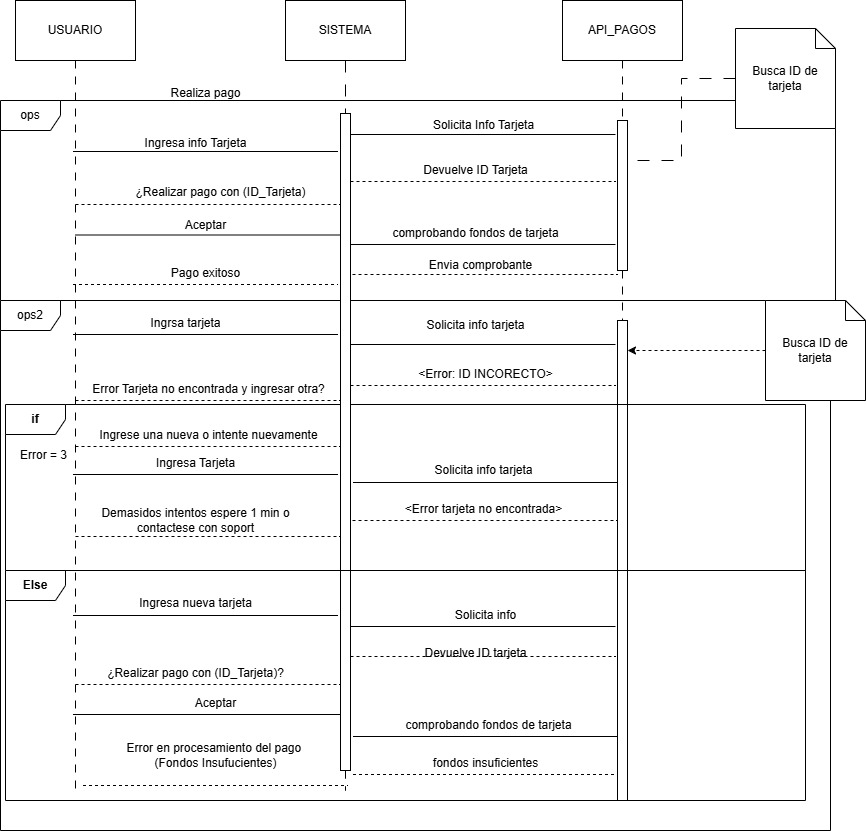 USUARIO
SISTEMA
API_PAGOS
Busca ID de
tarjeta
Realiza pago
ops
Solicita Info Tarjeta
Ingresa info Tarjeta
Devuelve ID Tarjeta
¿Realizar pago con (ID_Tarjeta)
Aceptar
comprobando fondos de tarjeta
Envia comprobante
Pago exitoso
ops2
Ingrsa tarjeta
Solicita info tarjeta
Busca ID de
tarjeta
<Error: ID INCORECTO>
Error Tarjeta no encontrada y ingresar otra?
if
Ingrese una nueva o intente nuevamente
Error = 3
Ingresa Tarjeta
Solicita info tarjeta
Demasidos intentos espere 1 min o
contactese con soport
<Error tarjeta no encontrada>
Else
Ingresa nueva tarjeta
Solicita info
Devuelve ID tarjeta
¿Realizar pago con (ID_Tarjeta)?
Aceptar
comprobando fondos de tarjeta
Error en procesamiento del pago
(Fondos Insufucientes)
fondos insuficientes